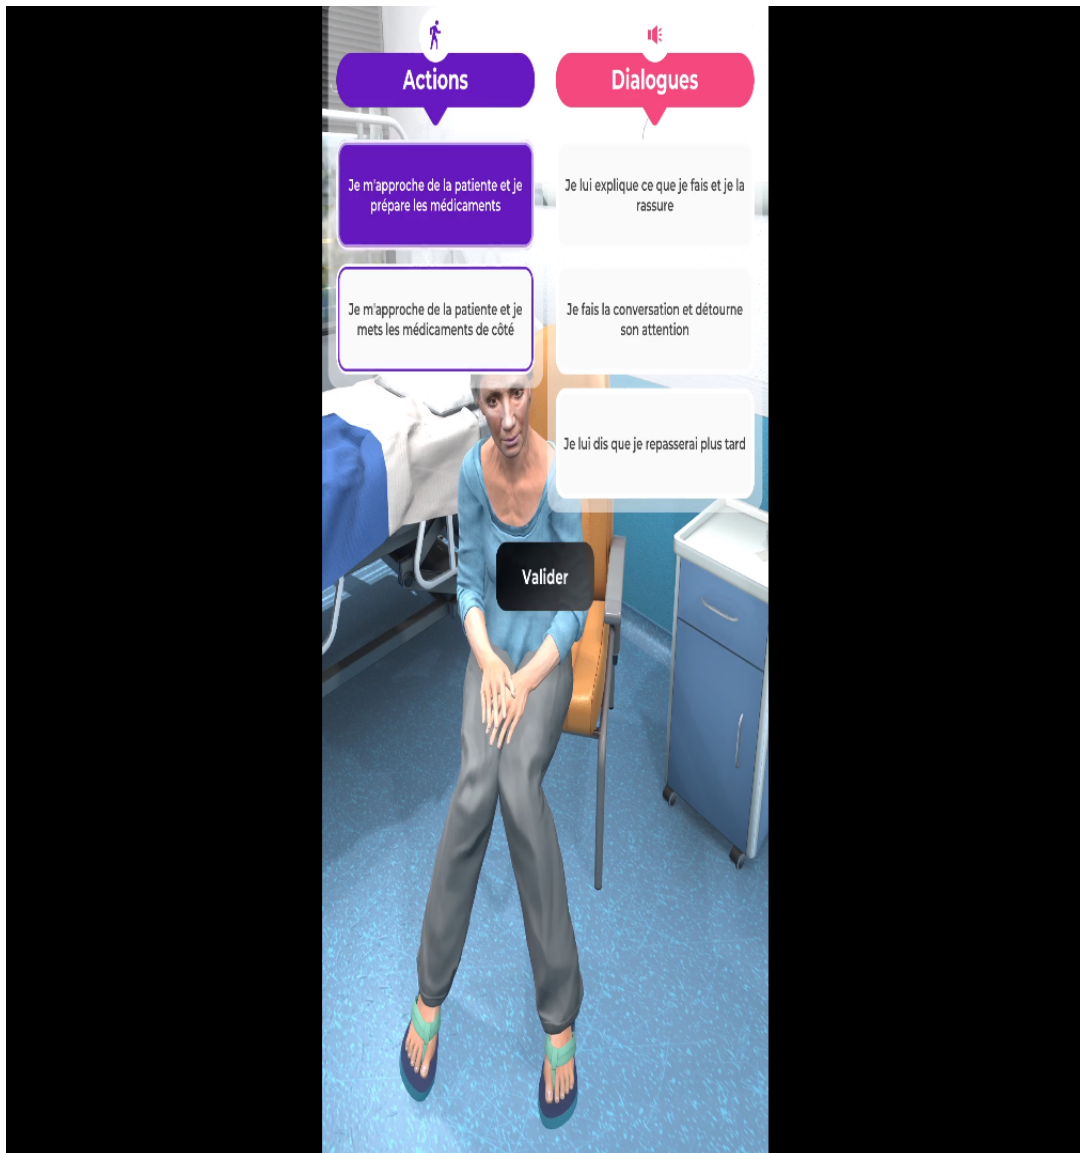 Actions
Dialogues
Je m'approche de la patiente et je
prépare les médicaments
Je lui explique ce que je fais et je la
rassure
Je m'approche de la patiente et je
mets les médicaments de côté
Je fais la conversation et détourne
son attention
Je lui dis que je repasserai plus tard
Valider